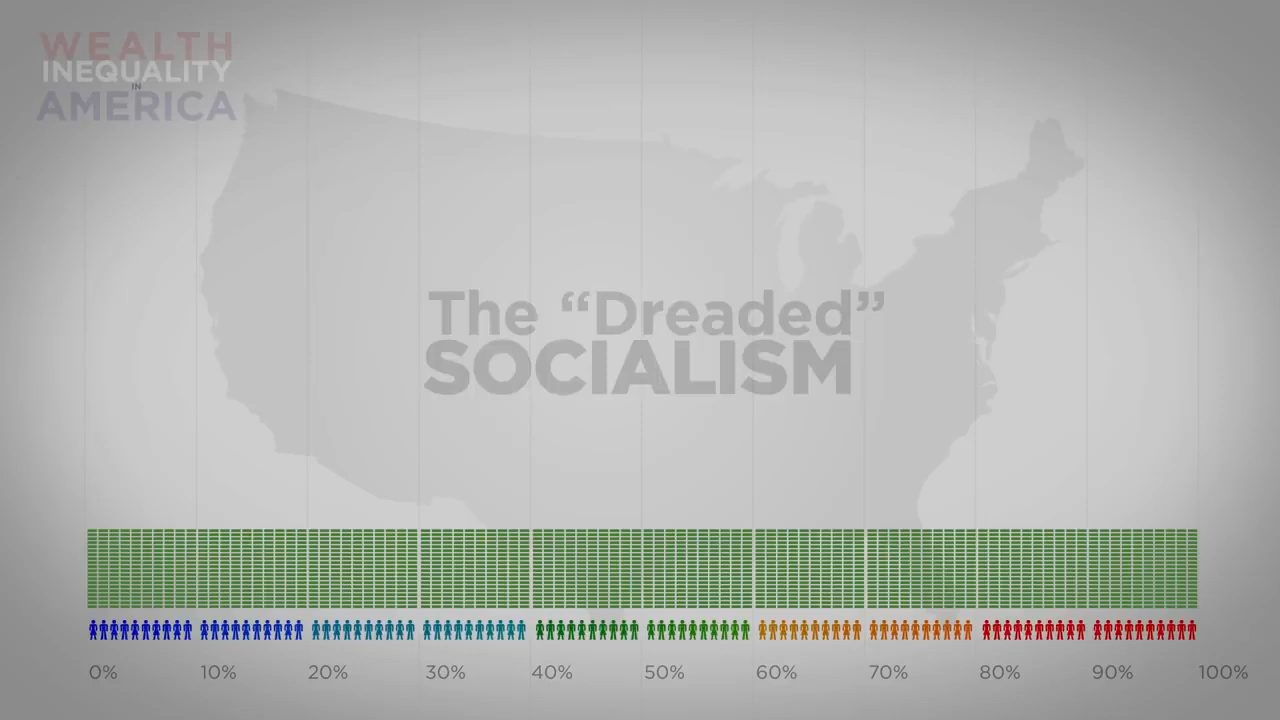 WEALTH
INEQUALITY
IN
AMERICA
The “Dreaded”
SOCIALISM
0% 10% 20% 30% 40% 50% 60% 70% 80% 90% 100%